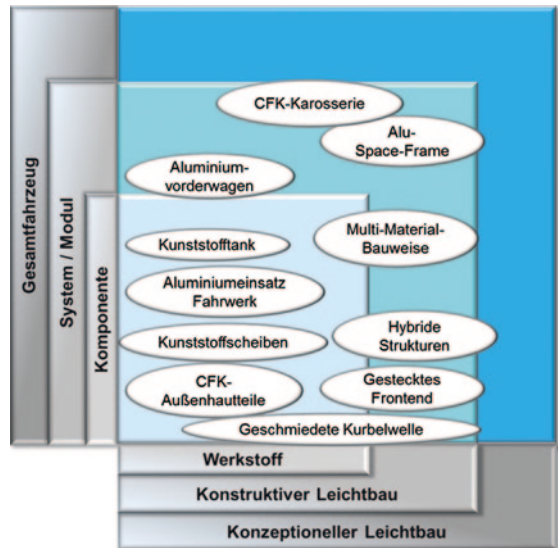 Gesamtfahrzeug
System / Modul
Komponente
CFK-Karosserie
Alu-
Space-Frame
Aluminium-
vorderwagen
Kunststofftank
Multi-Material-
Bauweise
Aluminiumeinsatz
Fahrwerk
Kunststoffscheiben
Hybride
Strukturen
CFK-
Außenhautteile
Gestecktes
Frontend
Geschmiedete Kurbelwelle
Werkstoff
Konstruktiver Leichtbau
Konzeptioneller Leichtbau